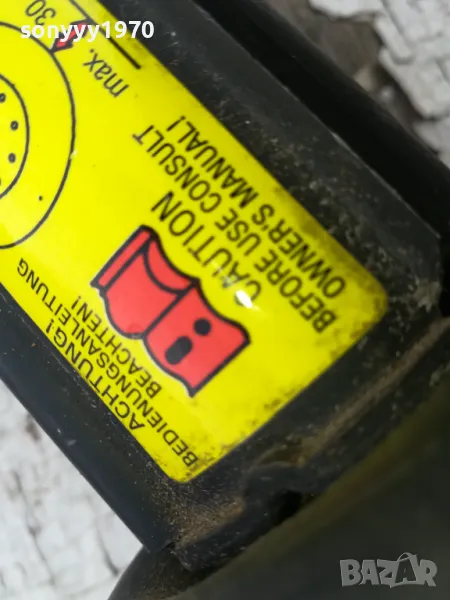 sonyyy1970
30
max.
CAUTION
BEFORE USE CONSULT
OWNER'S MANUAL!
ACHTUNG!
BEDIENUNGSANLEITUNG
BEACHTEN!
BAZAR